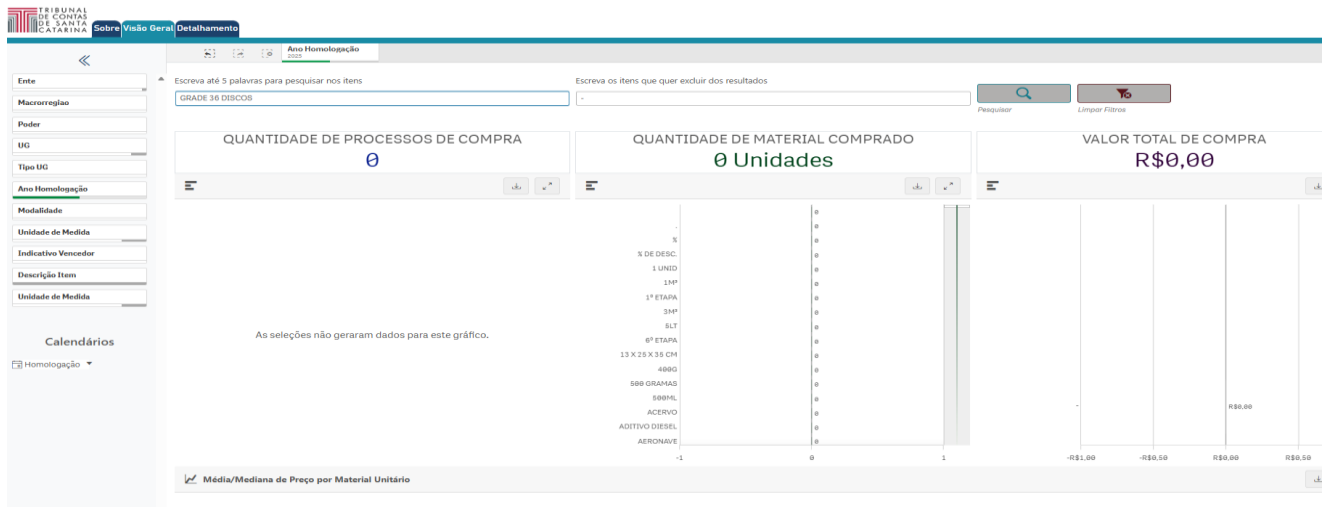 TRIBUNAL
DE CONTAS
DE SANTA
CATARINA
Sobre Visão Geral Detalhamento
Ano Homologação
2025
Ente
Macrorregiao
Poder
UG
Tipo UG
Ano Homologação
Modalidade
Unidade de Medida
Indicativo Vencedor
Descrição Item
Unidade de Medida
Calendários
Homologação
Escreva até 5 palavras para pesquisar nos itens
GRADE 36 DISCOS
Escreva os itens que quer excluir dos resultados
-
Pesquisar
Limpar Filtros
QUANTIDADE DE PROCESSOS DE COMPRA
0
QUANTIDADE DE MATERIAL COMPRADO
0 Unidades
VALOR TOTAL DE COMPRA
R$0,00
As seleções não geraram dados para este gráfico.
0
. 0
% 0
% DE DESC. 0
1 UNID 0
1M² 0
1ª ETAPA 0
3M² 0
5LT 0
6ª ETAPA 0
13 X 25 X 35 CM 0
400G 0
500 GRAMAS 0
500ML 0
ACERVO 0
ADITIVO DIESEL 0
AERONAVE 0
-1 0 1
- R$0,00
-R$1,00 -R$0,50 R$0,00 R$0,50
Média/Mediana de Preço por Material Unitário